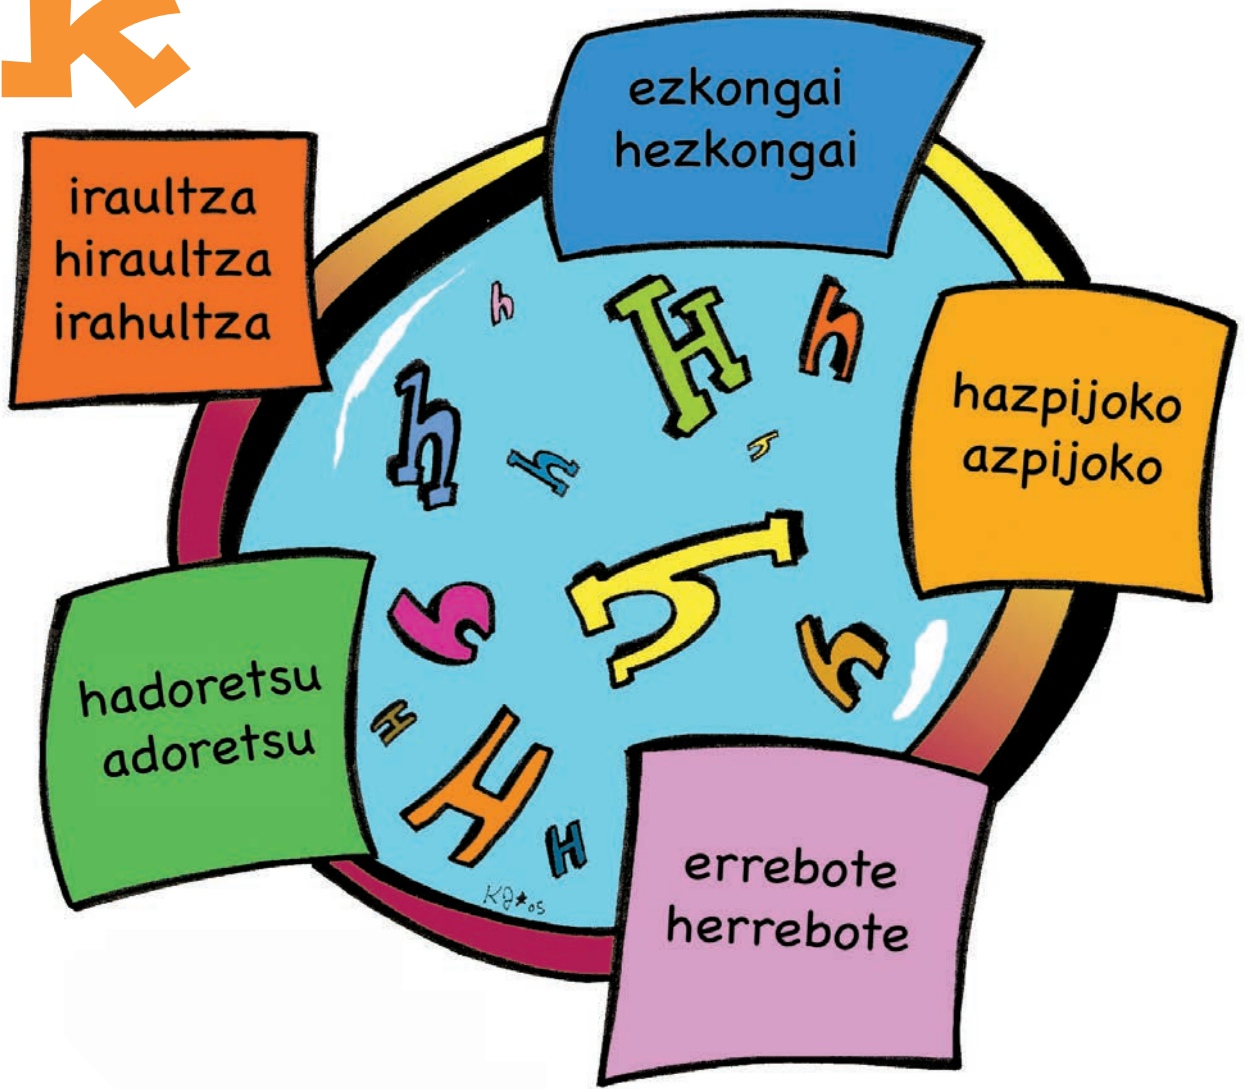 ezkongai
hezkongai
iraultza
hiraultza
irahultza
hazpijoko
azpijoko
hadoretsu
adoretsu
errebote
herrebote
h
H
h
h
h
h
h
h
h
H
H
H